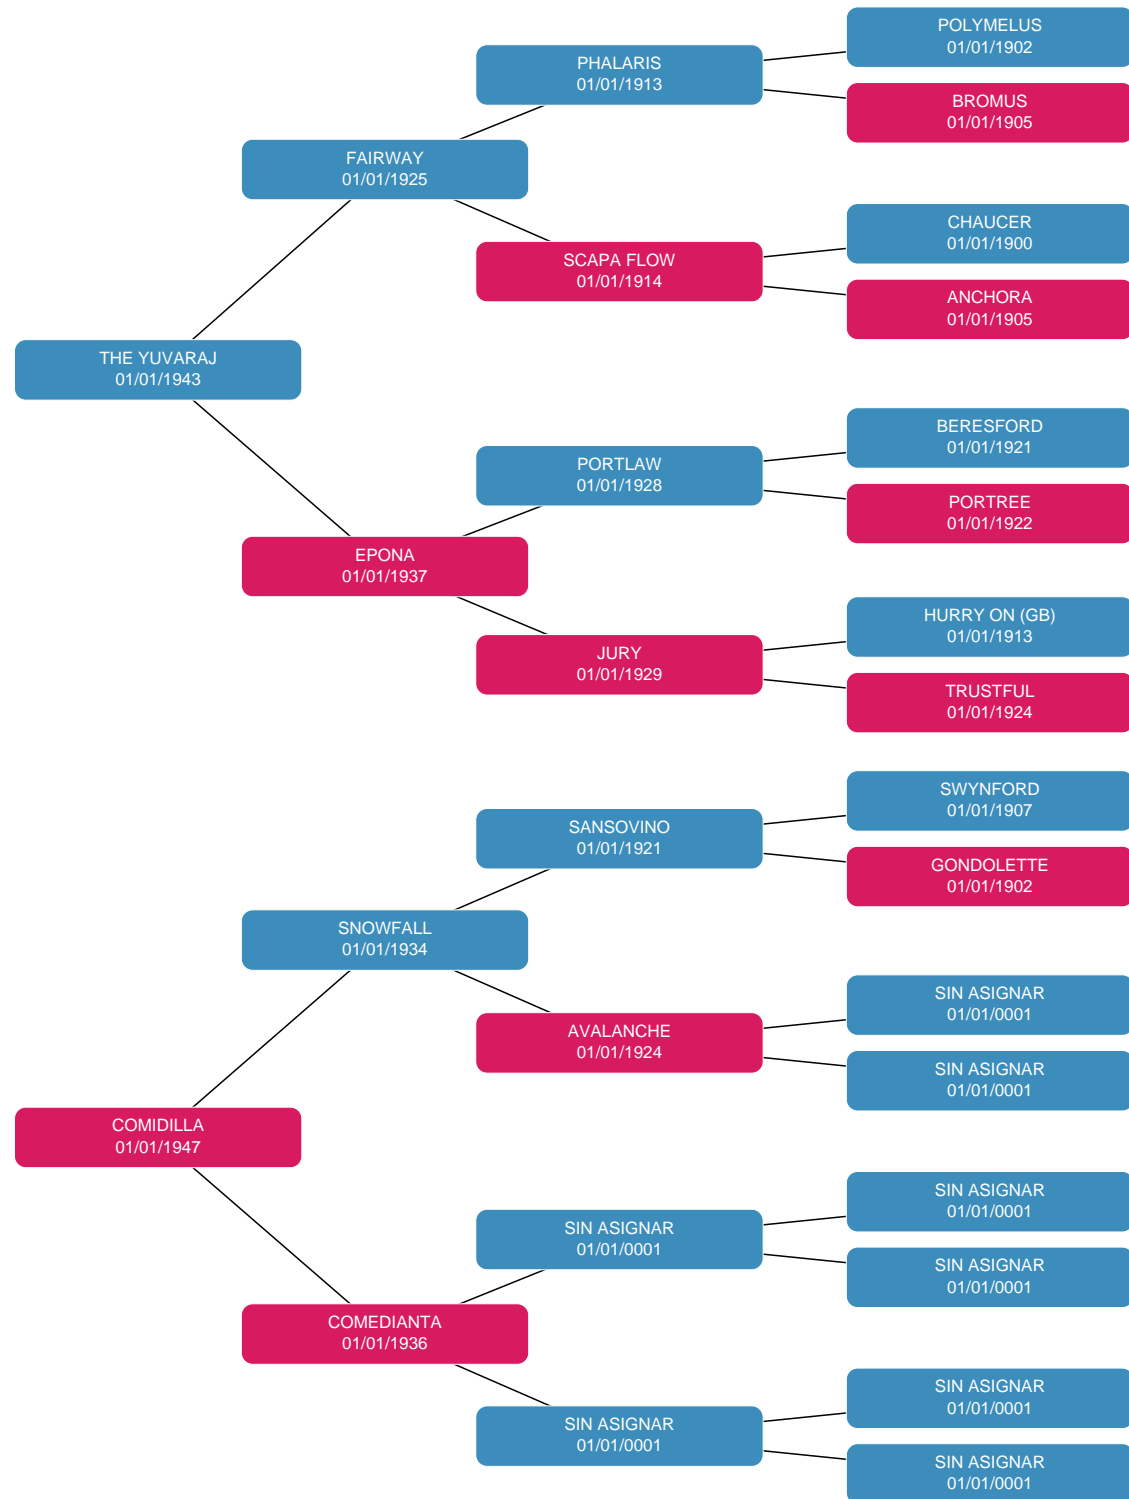 POLYMELUS
01/01/1902
PHALARIS
01/01/1913
BROMUS
01/01/1905
FAIRWAY
01/01/1925
CHAUCER
01/01/1900
SCAPA FLOW
01/01/1914
ANCHORA
01/01/1905
THE YUVARAJ
01/01/1943
BERESFORD
01/01/1921
PORTLAW
01/01/1928
PORTREE
01/01/1922
EPONA
01/01/1937
HURRY ON (GB)
01/01/1913
JURY
01/01/1929
TRUSTFUL
01/01/1924
SWYNFORD
01/01/1907
SANSOVINO
01/01/1921
GONDOLETTE
01/01/1902
SNOWFALL
01/01/1934
SIN ASIGNAR
01/01/0001
AVALANCHE
01/01/1924
SIN ASIGNAR
01/01/0001
COMIDILLA
01/01/1947
SIN ASIGNAR
01/01/0001
SIN ASIGNAR
01/01/0001
SIN ASIGNAR
01/01/0001
COMEDIANTA
01/01/1936
SIN ASIGNAR
01/01/0001
SIN ASIGNAR
01/01/0001
SIN ASIGNAR
01/01/0001